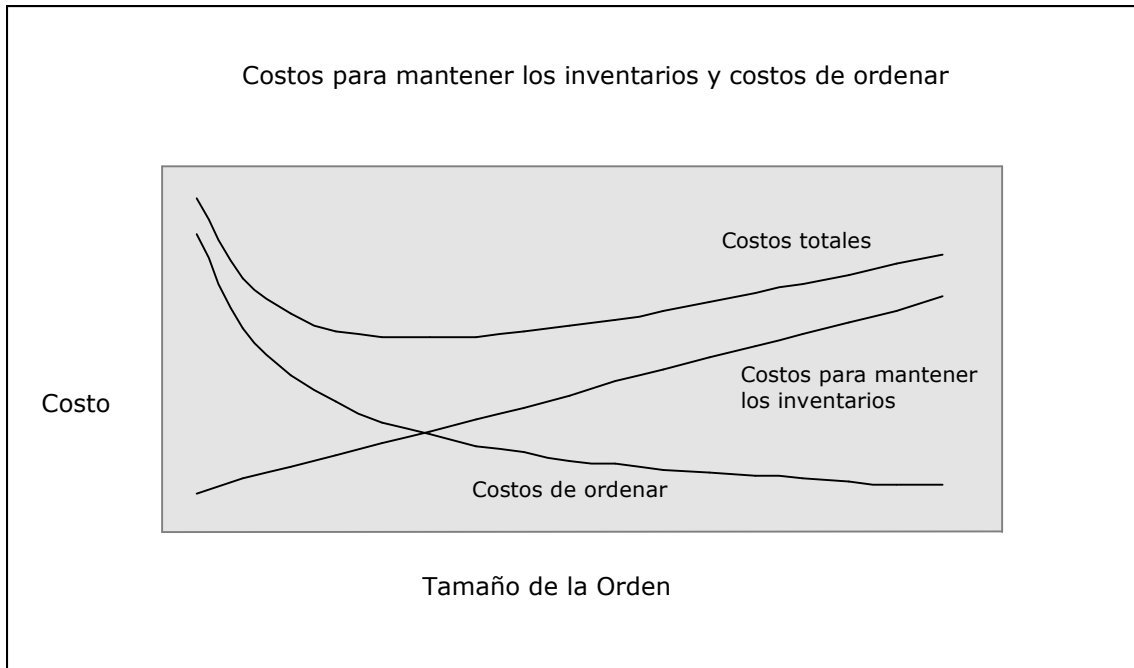 Costos para mantener los inventarios y costos de ordenar
Costos totales
Costos para mantener
los inventarios
Costo
Costos de ordenar
Tamaño de la Orden